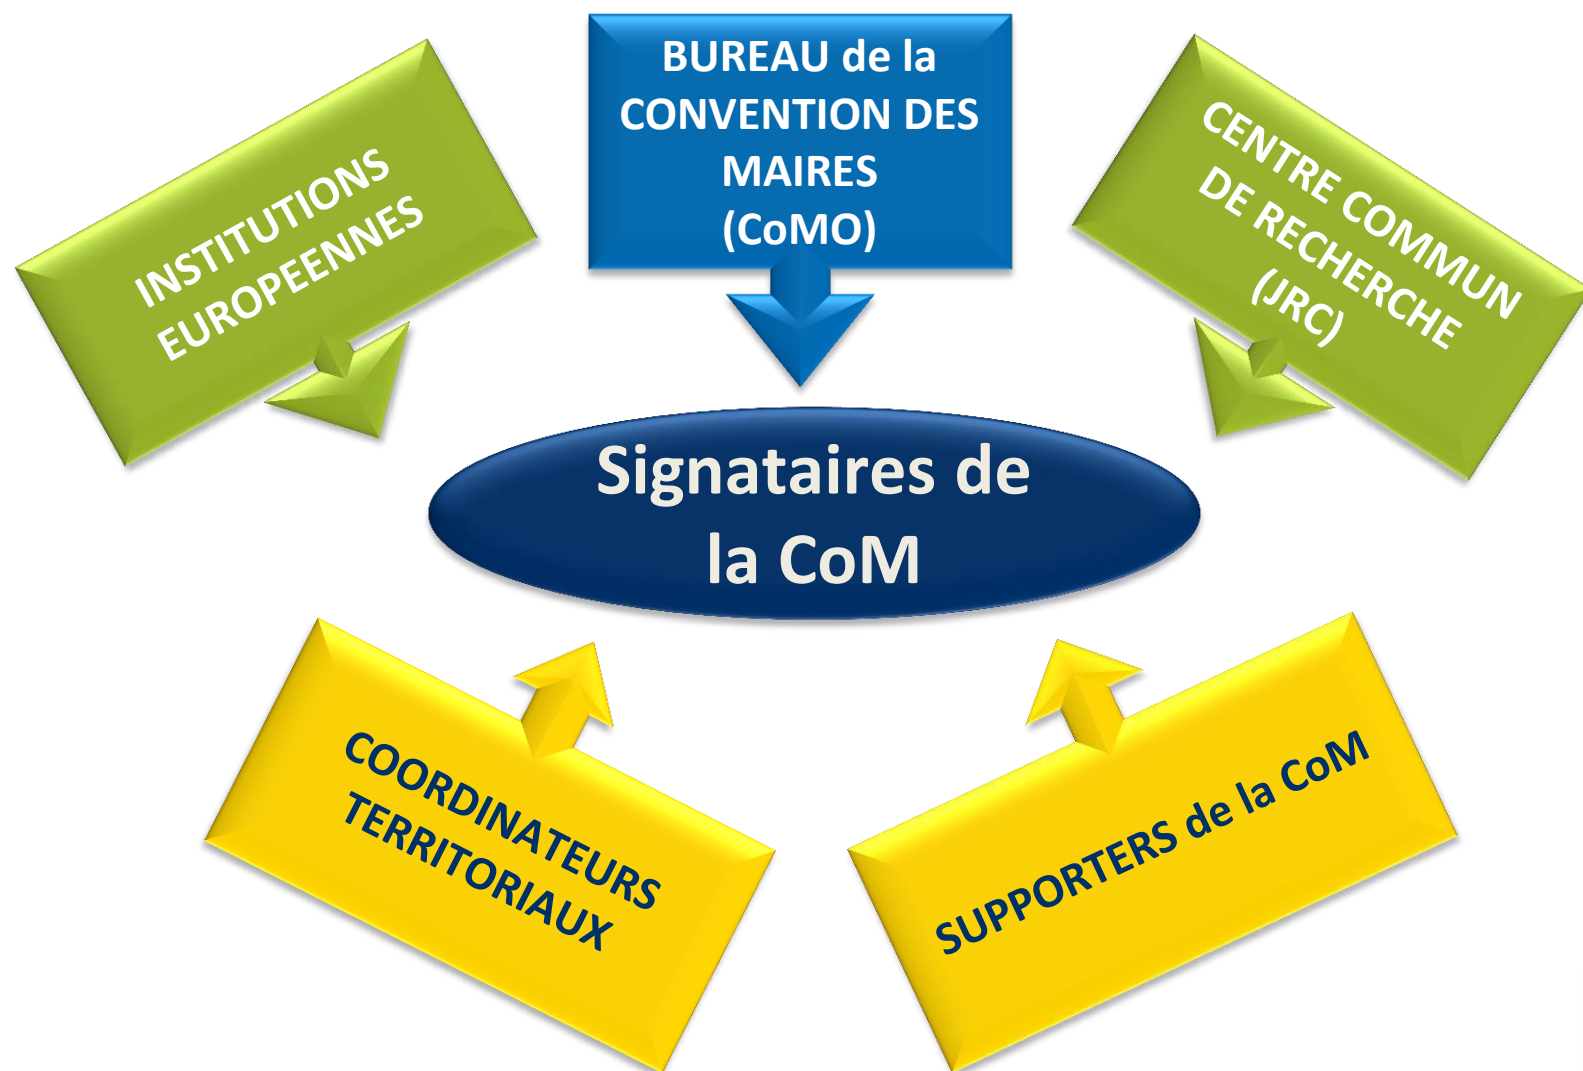 INSTITUTIONS
EUROPEENNES
BUREAU de la
CONVENTION DES
MAIRES
(CoMO)
CENTRE COMMUN
DE RECHERCHE
(JRC)
Signataires de
la CoM
COORDINATEURS
TERRITORIAUX
SUPPORTERS de la CoM